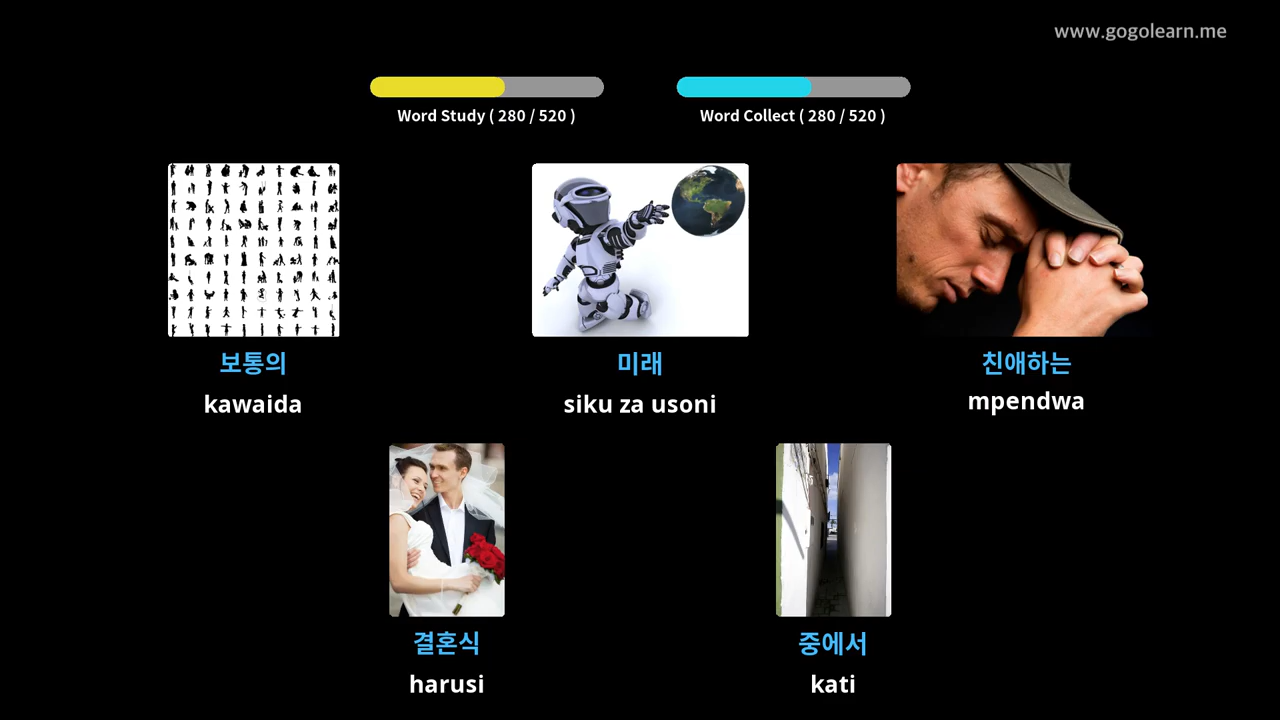 www.gogolearn.me
Word Study ( 280 / 520 )
Word Collect ( 280 / 520 )
보통의
kawaida
미래
siku za usoni
친애하는
mpendwa
결혼식
harusi
중에서
kati